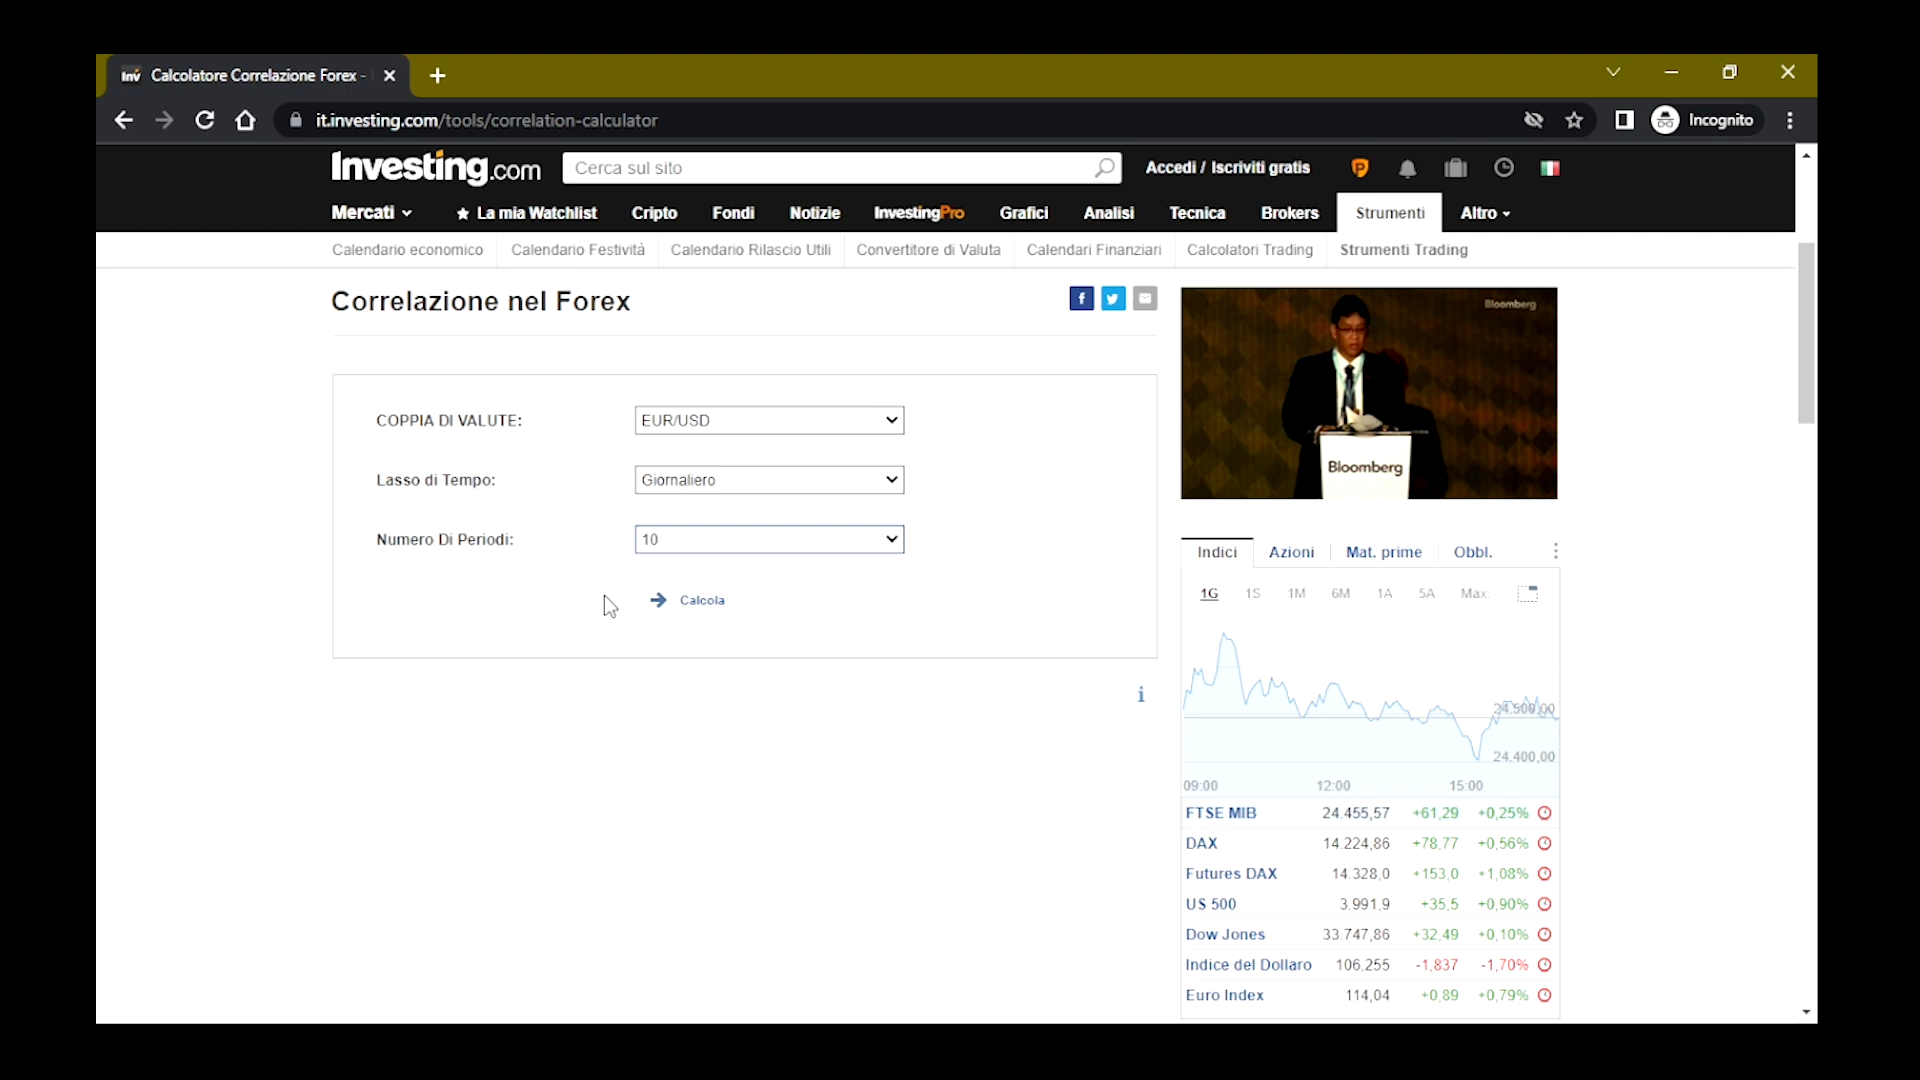 Inv Calcolatore Correlazione Forex -
it.investing.com/tools/correlation-calculator
Incognito
Investing.com
Cerca sul sito
Accedi / Iscriviti gratis
Mercati
La mia Watchlist
Cripto
Fondi
Notizie
InvestingPro
Grafici
Analisi
Tecnica
Brokers
Strumenti
Altro
Calendario economico
Calendario Festività
Calendario Rilascio Utili
Convertitore di Valuta
Calendari Finanziari
Calcolatori Trading
Strumenti Trading
Correlazione nel Forex
COPPIA DI VALUTE: EUR/USD
Lasso di Tempo: Giornaliero
Numero Di Periodi: 10
Calcola
Bloomberg
Bloomberg
Indici Azioni Mat. prime Obbl.
1G 1S 1M 6M 1A 5A Max.
24.500,00
24.400,00
09:00 12:00 15:00
FTSE MIB 24.455,57 +61,29 +0,25%
DAX 14.224,86 +78,77 +0,56%
Futures DAX 14.328,0 +153,0 +1,08%
US 500 3.991,9 +35,5 +0,90%
Dow Jones 33.747,86 +32,49 +0,10%
Indice del Dollaro 106,255 -1,837 -1,70%
Euro Index 114,04 +0,89 +0,79%